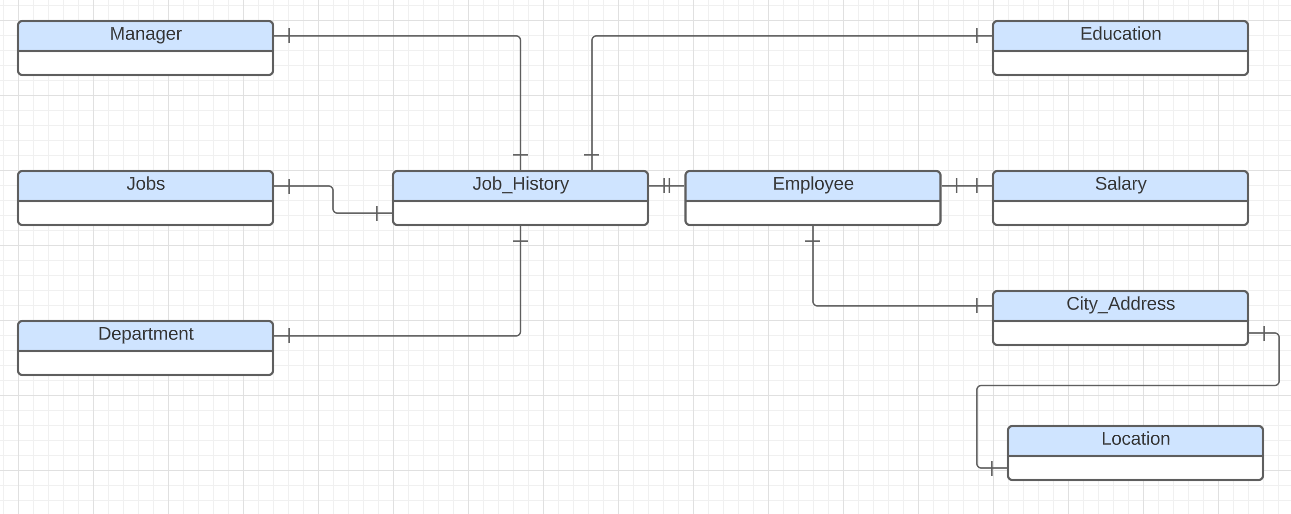 Manager
Education
Jobs
Job_History
Employee
Salary
City_Address
Department
Location